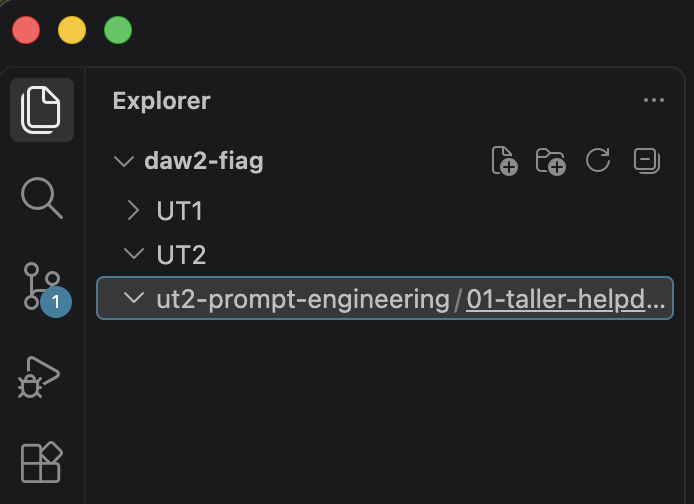 Explorer
daw2-fiag
UT1
UT2
1
ut2-prompt-engineering/01-taller-helpd...